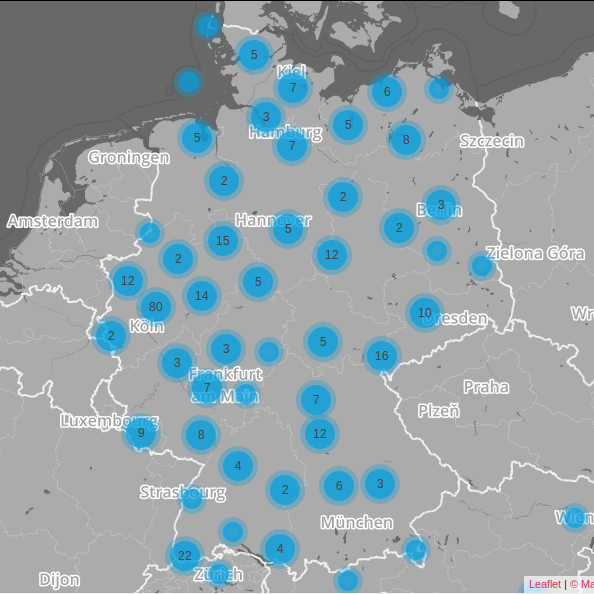 5
Kiel
7
6
3
5
Hamburg
5
7
8
Groningen
Szczecin
2
2
3
Berlin
Amsterdam
Hannover
5
2
15
2
12
Zielona Góra
12
5
14
80
Köln
10
Dresden
2
5
3
3
16
Frankfurt
am Main
7
Praha
7
Plzeň
Luxembourg
9
8
12
4
Strasbourg
2
6
3
München
Wien
22
4
Zürich
Dijon
Leaflet | © Ma